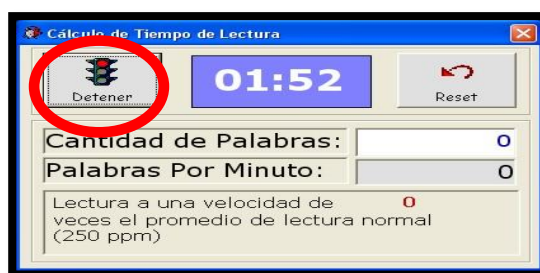 Cálculo de Tiempo de Lectura
Detener
01:52
Reset
Cantidad de Palabras: 0
Palabras Por Minuto: 0
Lectura a una velocidad de 0
veces el promedio de lectura normal
(250 ppm)